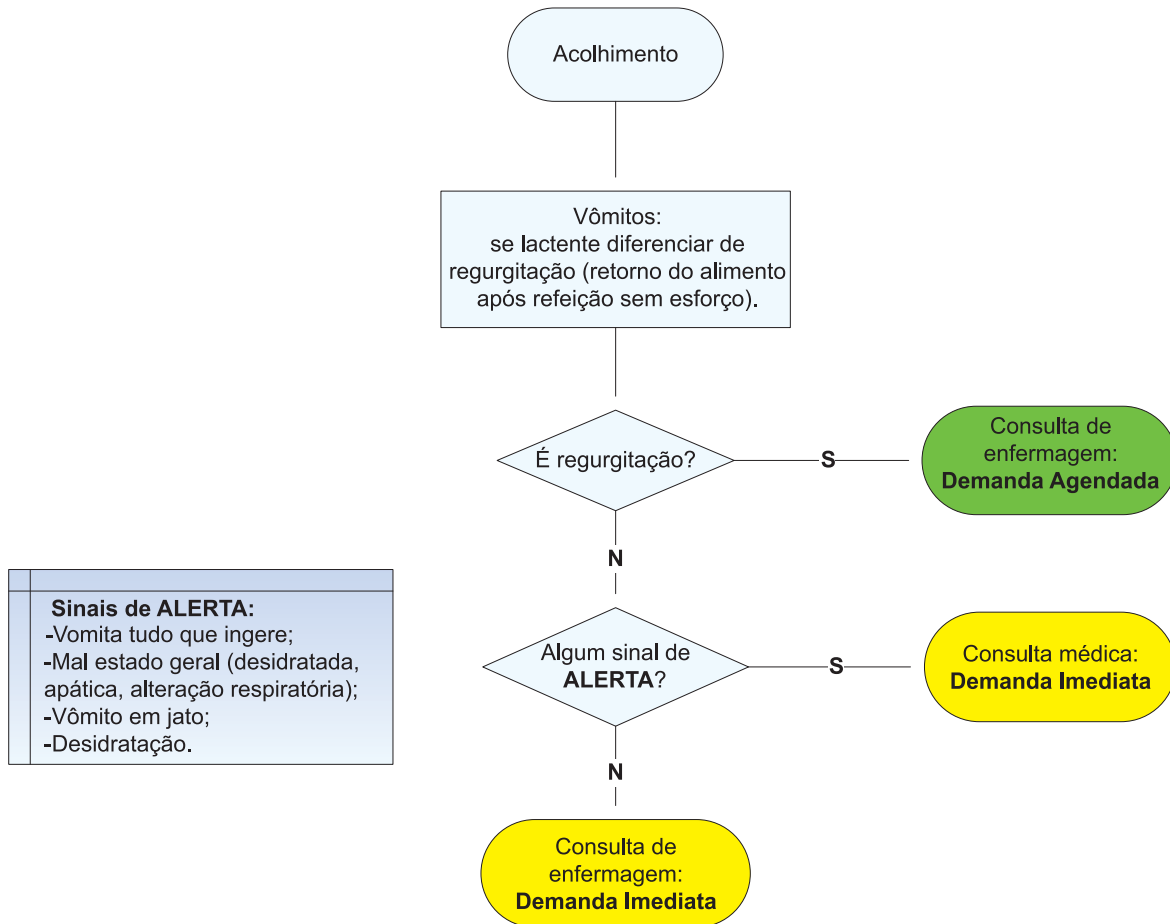 Acolhimento
Vômitos:
se lactente diferenciar de
regurgitação (retorno do alimento
após refeição sem esforço).
É regurgitação?
S
Consulta de
enfermagem:
Demanda Agendada
N
Sinais de ALERTA:
-Vomita tudo que ingere;
-Mal estado geral (desidratada,
apática, alteração respiratória);
-Vômito em jato;
-Desidratação.
Algum sinal de
ALERTA?
S
Consulta médica:
Demanda Imediata
N
Consulta de
enfermagem:
Demanda Imediata